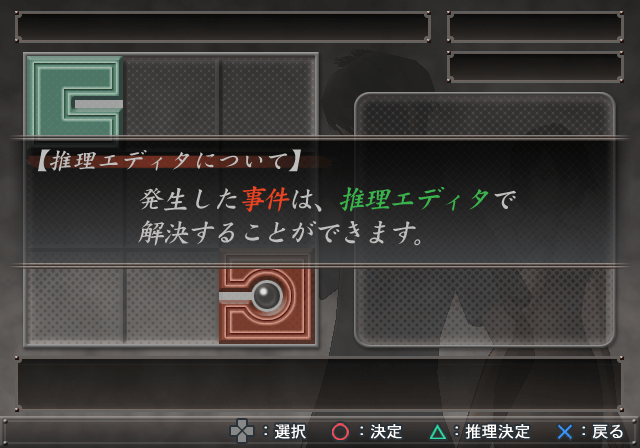 【推理エディタについて】
発生した事件は、推理エディタで
解決することができます。
：選択 ：決定 ：推理決定 ：戻る